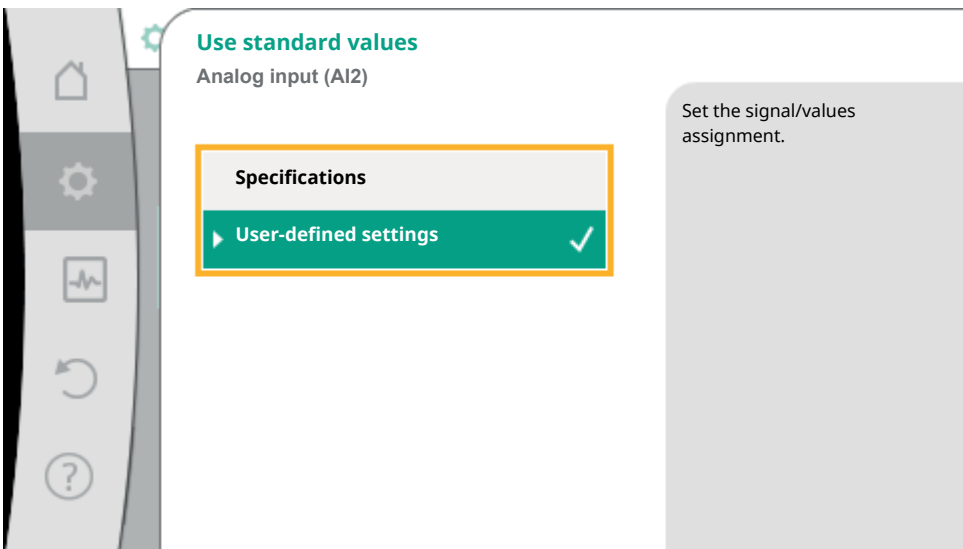 Use standard values
Analog input (AI2)
Set the signal/values
assignment.
Specifications
User-defined settings
?